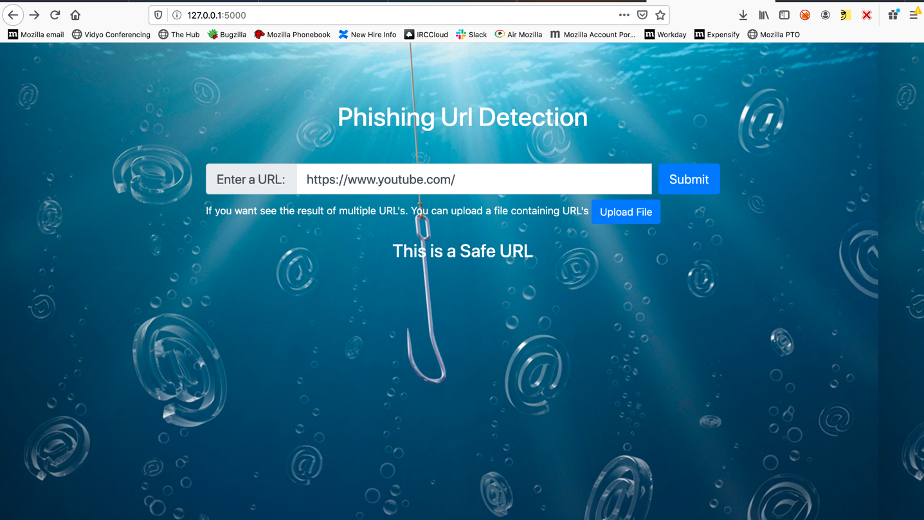 127.0.0.1:5000
Mozilla email Vidyo Conferencing The Hub Bugzilla Mozilla Phonebook New Hire Info IRCCloud Slack Air Mozilla Mozilla Account Por... Workday Expensify Mozilla PTO
Phishing Url Detection
Enter a URL: https://www.youtube.com/ Submit
If you want see the result of multiple URL's. You can upload a file containing URL's Upload File
This is a Safe URL